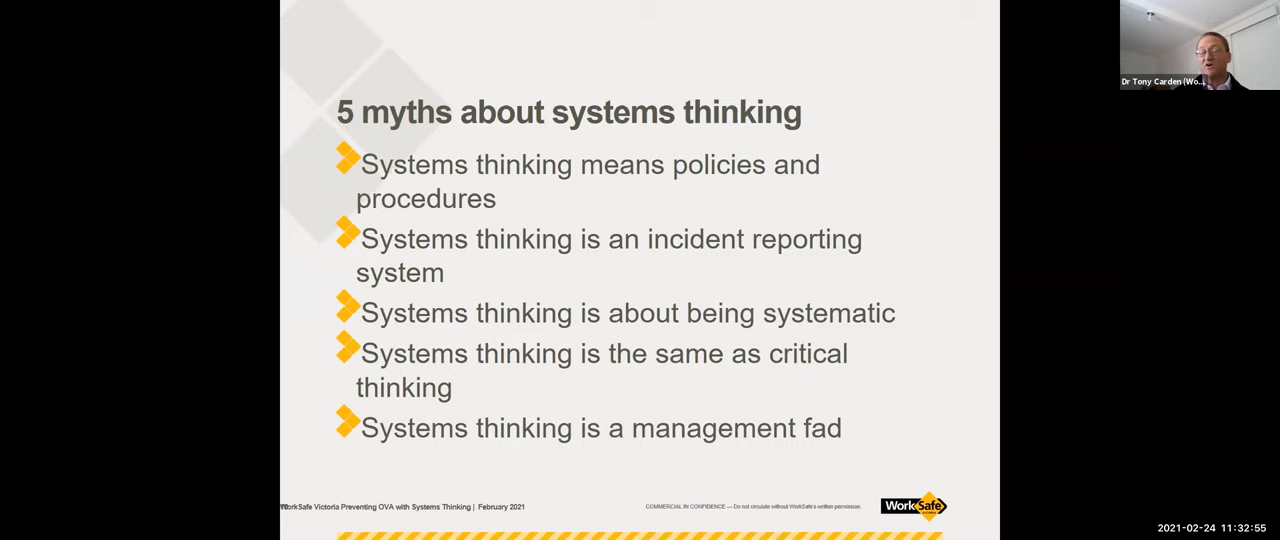 Dr Tony Carden (Wo...
5 myths about systems thinking
Systems thinking means policies and
procedures
Systems thinking is an incident reporting
system
Systems thinking is about being systematic
Systems thinking is the same as critical
thinking
Systems thinking is a management fad
WorkSafe Victoria Preventing OVA with Systems Thinking | February 2021
COMMERCIAL IN CONFIDENCE — Do not circulate without WorkSafe's written permission.
WorkSafe
2021-02-24 11:32:55